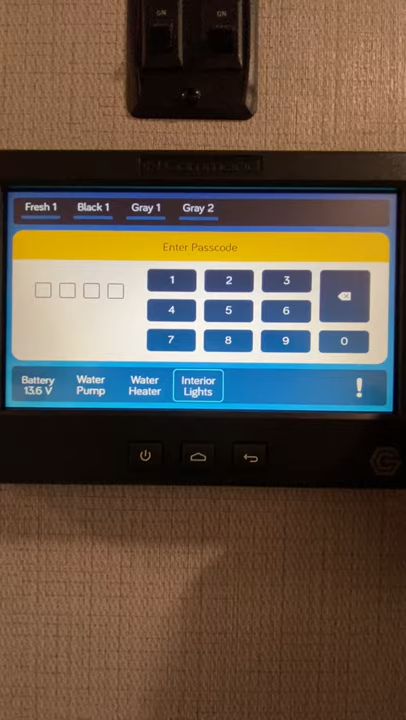 ON ON
Fresh 1 Black 1 Gray 1 Gray 2
Enter Passcode
1 2 3
4 5 6
7 8 9 0
Battery
13.6 V
Water
Pump
Water
Heater
Interior
Lights
!